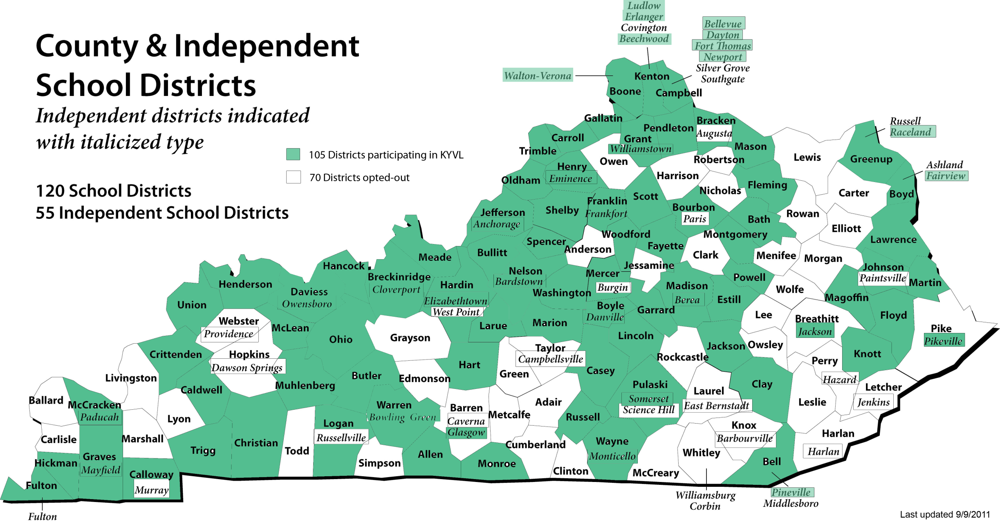 County & Independent
School Districts
Independent districts indicated
with italicized type
120 School Districts
55 Independent School Districts
105 Districts participating in KYVL
70 Districts opted-out
Ludlow
Erlanger
Covington
Beechwood
Bellevue
Dayton
Fort Thomas
Newport
Silver Grove
Southgate
Walton-Verona
Kenton
Boone
Campbell
Gallatin
Carroll
Trimble
Pendleton
Grant
Williamstown
Bracken
Augusta
Mason
Robertson
Lewis
Russell
Raceland
Greenup
Ashland
Fairview
Boyd
Carter
Owen
Henry
Eminence
Oldham
Harrison
Nicholas
Fleming
Rowan
Elliott
Lawrence
Jefferson
Anchorage
Shelby
Franklin
Frankfort
Scott
Bourbon
Paris
Bath
Montgomery
Woodford
Fayette
Clark
Menifee
Morgan
Johnson
Paintsville
Martin
Spencer
Anderson
Bullitt
Meade
Hancock
Breckinridge
Cloverport
Hardin
Elizabethtown
West Point
Nelson
Bardstown
Washington
Mercer
Burgin
Jessamine
Madison
Berea
Powell
Estill
Wolfe
Magoffin
Floyd
Pike
Pikeville
Henderson
Union
Daviess
Owensboro
Webster
Providence
McLean
Ohio
Grayson
Larue
Marion
Boyle
Danville
Garrard
Lincoln
Lee
Breathitt
Jackson
Owsley
Jackson
Rockcastle
Knott
Perry
Hazard
Letcher
Jenkins
Leslie
Clay
Laurel
East Bernstadt
Crittenden
Hopkins
Dawson Springs
Livingston
Caldwell
Muhlenberg
Butler
Edmonson
Hart
Green
Taylor
Campbellsville
Casey
Pulaski
Somerset
Science Hill
Adair
Russell
Metcalfe
Barren
Caverna
Glasgow
Warren
Bowling Green
Logan
Russellville
Ballard
McCracken
Paducah
Lyon
Carlisle
Marshall
Graves
Mayfield
Hickman
Fulton
Fulton
Calloway
Murray
Trigg
Christian
Todd
Simpson
Allen
Monroe
Cumberland
Clinton
Wayne
Monticello
McCreary
Whitley
Williamsburg
Corbin
Knox
Barbourville
Bell
Pineville
Middlesboro
Harlan
Harlan
Last updated 9/9/2011